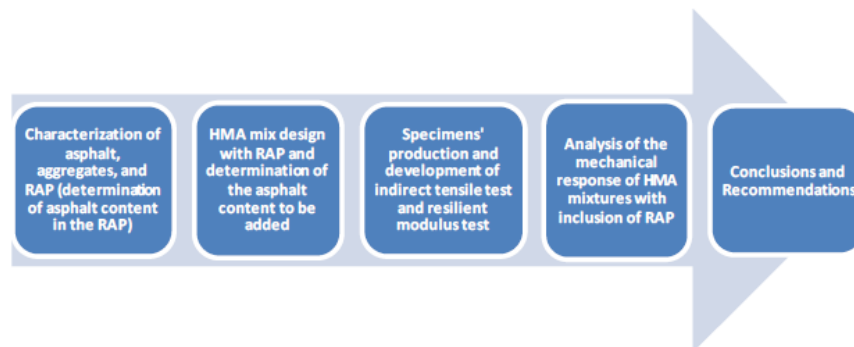 Characterization of
asphalt,
aggregates, and
RAP (determination
of asphalt content
in the RAP)
HMA mix design
with RAP and
determination of
the asphalt
content to be
added
Specimens'
production and
development of
indirect tensile test
and resilient
modulus test
Analysis of the
mechanical
response of HMA
mixtures with
inclusion of RAP
Conclusions and
Recommendations